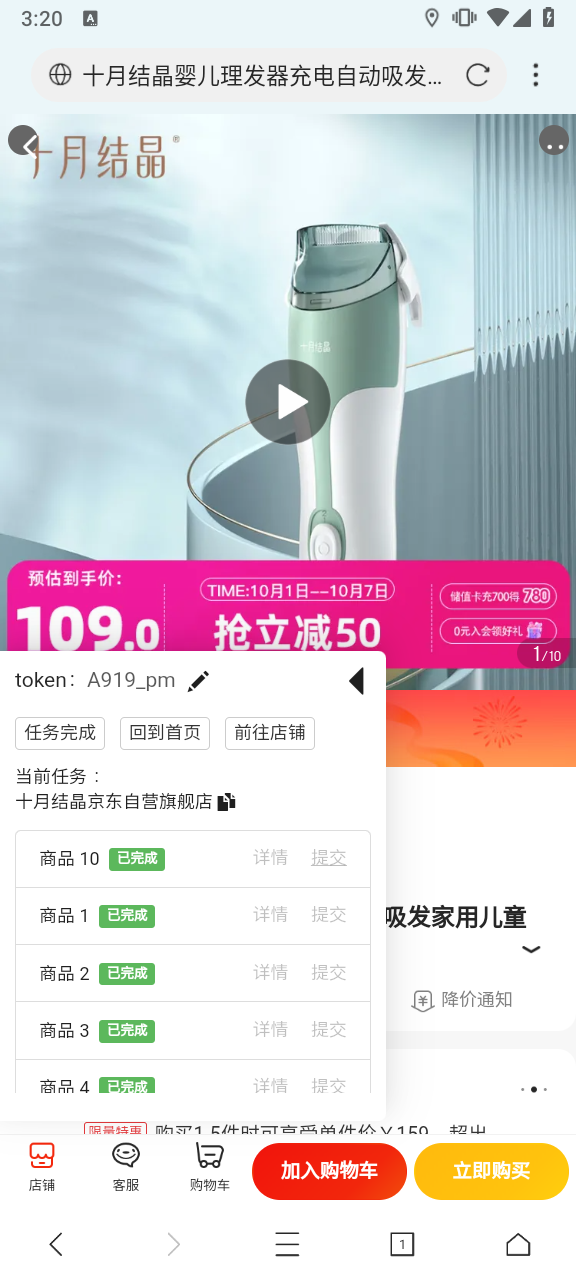 3:20
A
十月结晶婴儿理发器充电自动吸发...
十月结晶®
十月结晶
预估到手价:
TIME:10月1日——10月7日
储值卡充700得780
109.0
抢立减50
0元入会领好礼
1/10
token: A919_pm
任务完成 回到首页 前往店铺
当前任务：
十月结晶京东自营旗舰店
商品 10 已完成 详情 提交
商品 1 已完成 详情 提交
吸发家用儿童
商品 2 已完成 详情 提交
降价通知
商品 3 已完成 详情 提交
商品 4 已完成 详情 提交
限量特惠 购买1-5件时可享受单件价￥159，超出
店铺 客服 购物车 加入购物车 立即购买
1